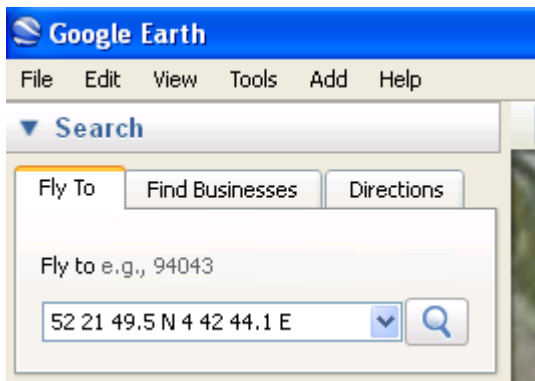 Google Earth
File Edit View Tools Add Help
Search
Fly To Find Businesses Directions
Fly to e.g., 94043
52 21 49.5 N 4 42 44.1 E